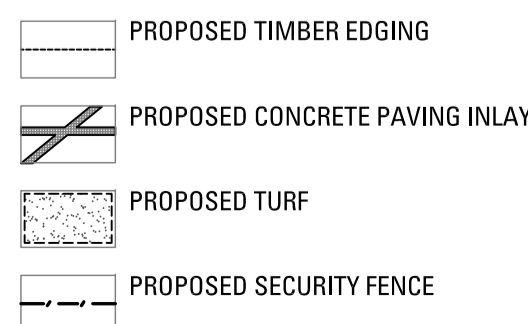 PROPOSED TIMBER EDGING
PROPOSED CONCRETE PAVING INLAY
PROPOSED TURF
PROPOSED SECURITY FENCE